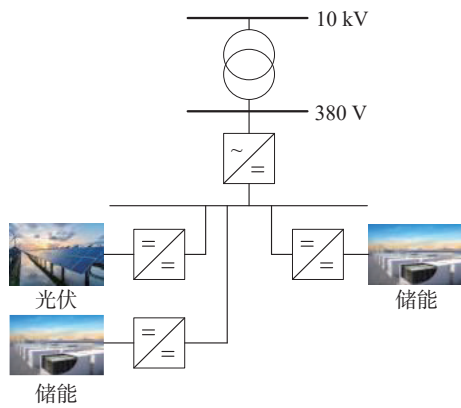 10 kV
380 V
~
=
=
=
=
=
光伏
储能
=
=
储能